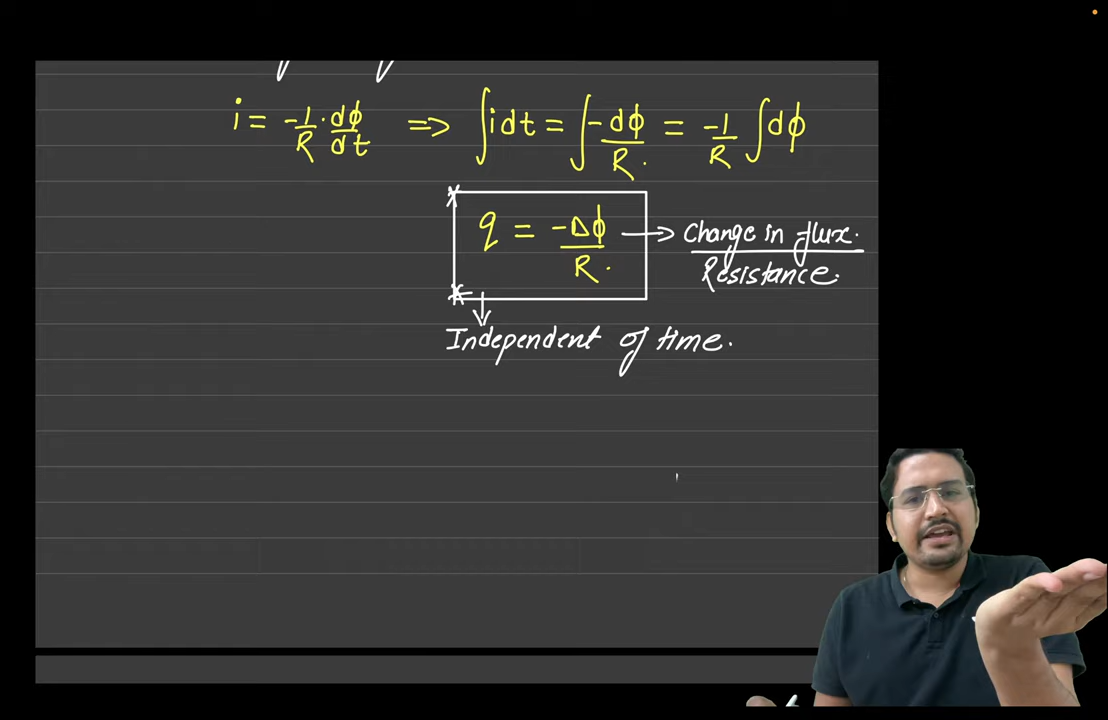 i = -1/R · dϕ/dt => ∫idt = ∫-dϕ/R. = -1/R ∫dϕ
q = -Δϕ/R. → Change in flux. / Resistance.
Independent of time.